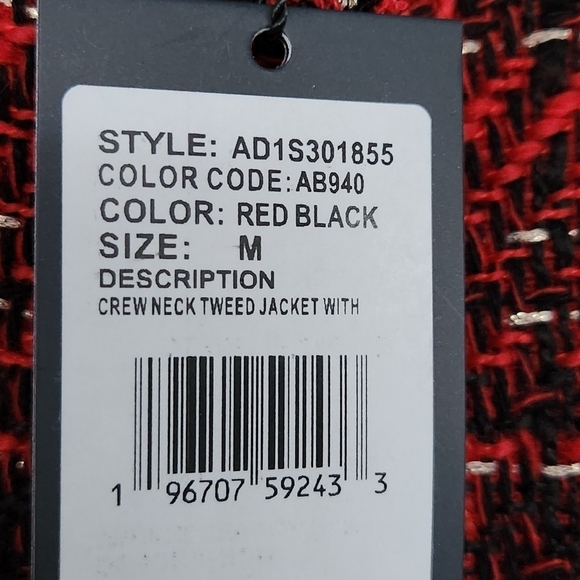 STYLE: AD1S301855
COLOR CODE: AB940
COLOR: RED BLACK
SIZE: M
DESCRIPTION
CREW NECK TWEED JACKET WITH
1 96707 59243 3